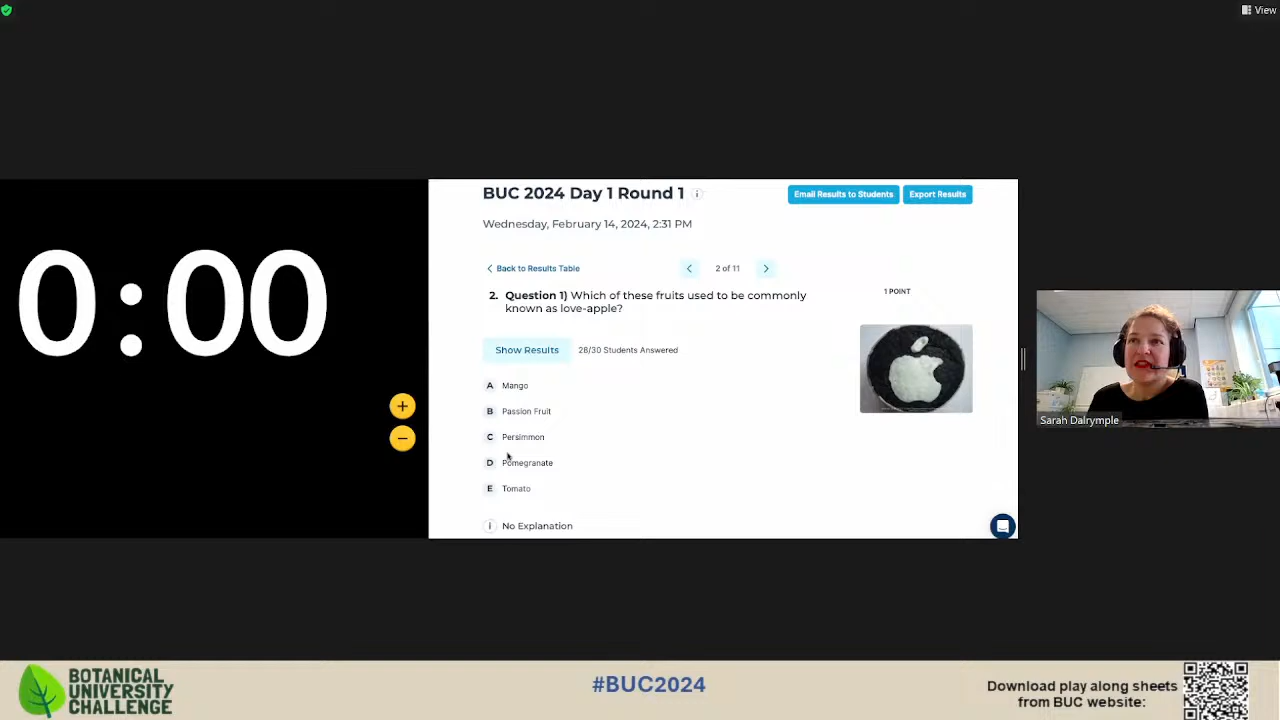 View
0:00
+
−
BUC 2024 Day 1 Round 1
i
Email Results to Students
Export Results
Wednesday, February 14, 2024, 2:31 PM
Back to Results Table
2 of 11
2. Question 1) Which of these fruits used to be commonly
known as love-apple?
1 POINT
Show Results
28/30 Students Answered
A Mango
B Passion Fruit
C Persimmon
D Pomegranate
E Tomato
i No Explanation
Sarah Dalrymple
BOTANICAL
UNIVERSITY
CHALLENGE
#BUC2024
Download play along sheets
from BUC website: